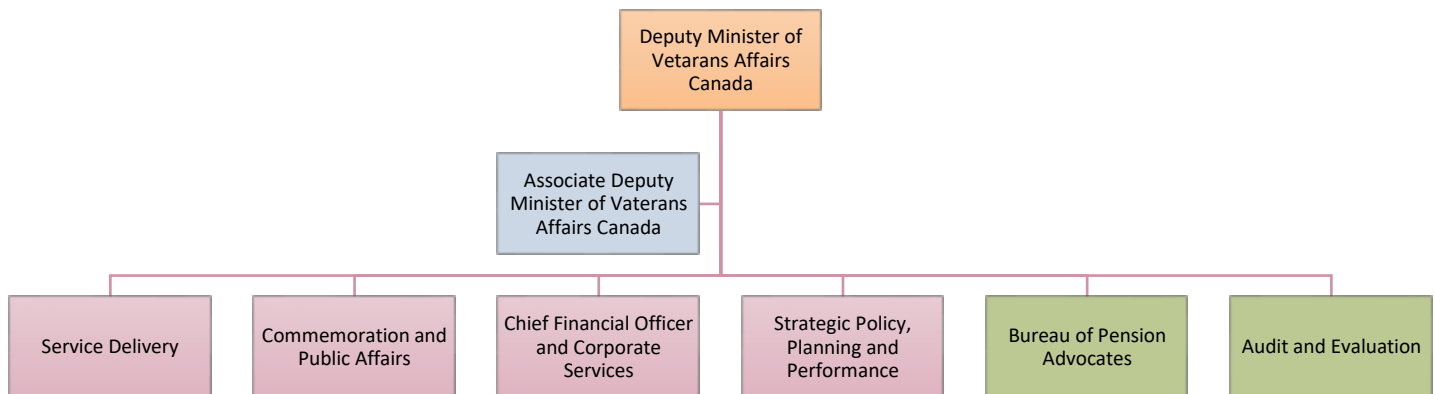 Deputy Minister of
Vetarans Affairs
Canada
Associate Deputy
Minister of Vaterans
Affairs Canada
Service Delivery
Commemoration and
Public Affairs
Chief Financial Officer
and Corporate
Services
Strategic Policy,
Planning and
Performance
Bureau of Pension
Advocates
Audit and Evaluation